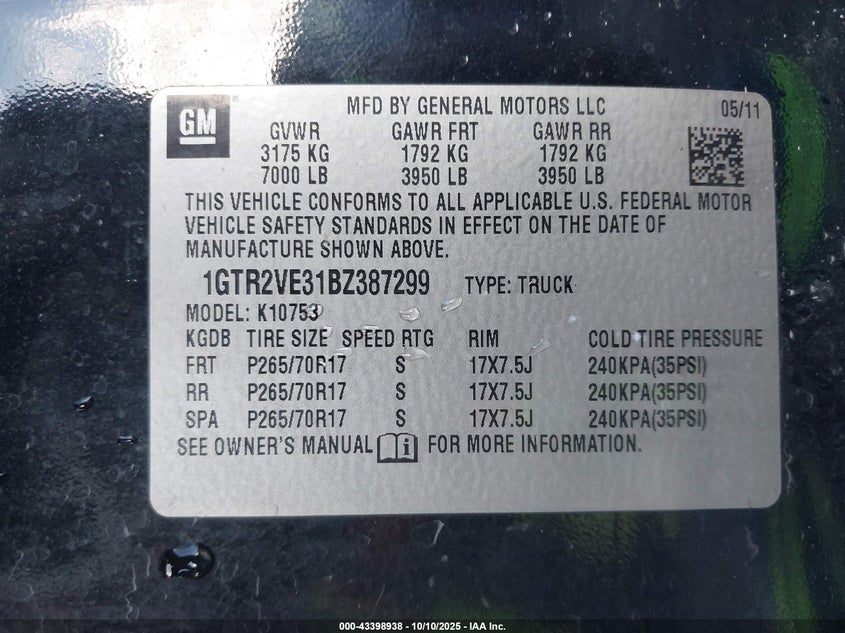 GM
®
MFD BY GENERAL MOTORS LLC 05/11
GVWR GAWR FRT GAWR RR
3175 KG 1792 KG 1792 KG
7000 LB 3950 LB 3950 LB
THIS VEHICLE CONFORMS TO ALL APPLICABLE U.S. FEDERAL MOTOR
VEHICLE SAFETY STANDARDS IN EFFECT ON THE DATE OF
MANUFACTURE SHOWN ABOVE.
1GTR2VE31BZ387299 TYPE: TRUCK
MODEL: K10753
KGDB TIRE SIZE SPEED RTG RIM COLD TIRE PRESSURE
FRT P265/70R17 S 17X7.5J 240KPA(35PSI)
RR P265/70R17 S 17X7.5J 240KPA(35PSI)
SPA P265/70R17 S 17X7.5J 240KPA(35PSI)
SEE OWNER'S MANUAL i FOR MORE INFORMATION.
000-43398938 - 10/10/2025 - IAA Inc.